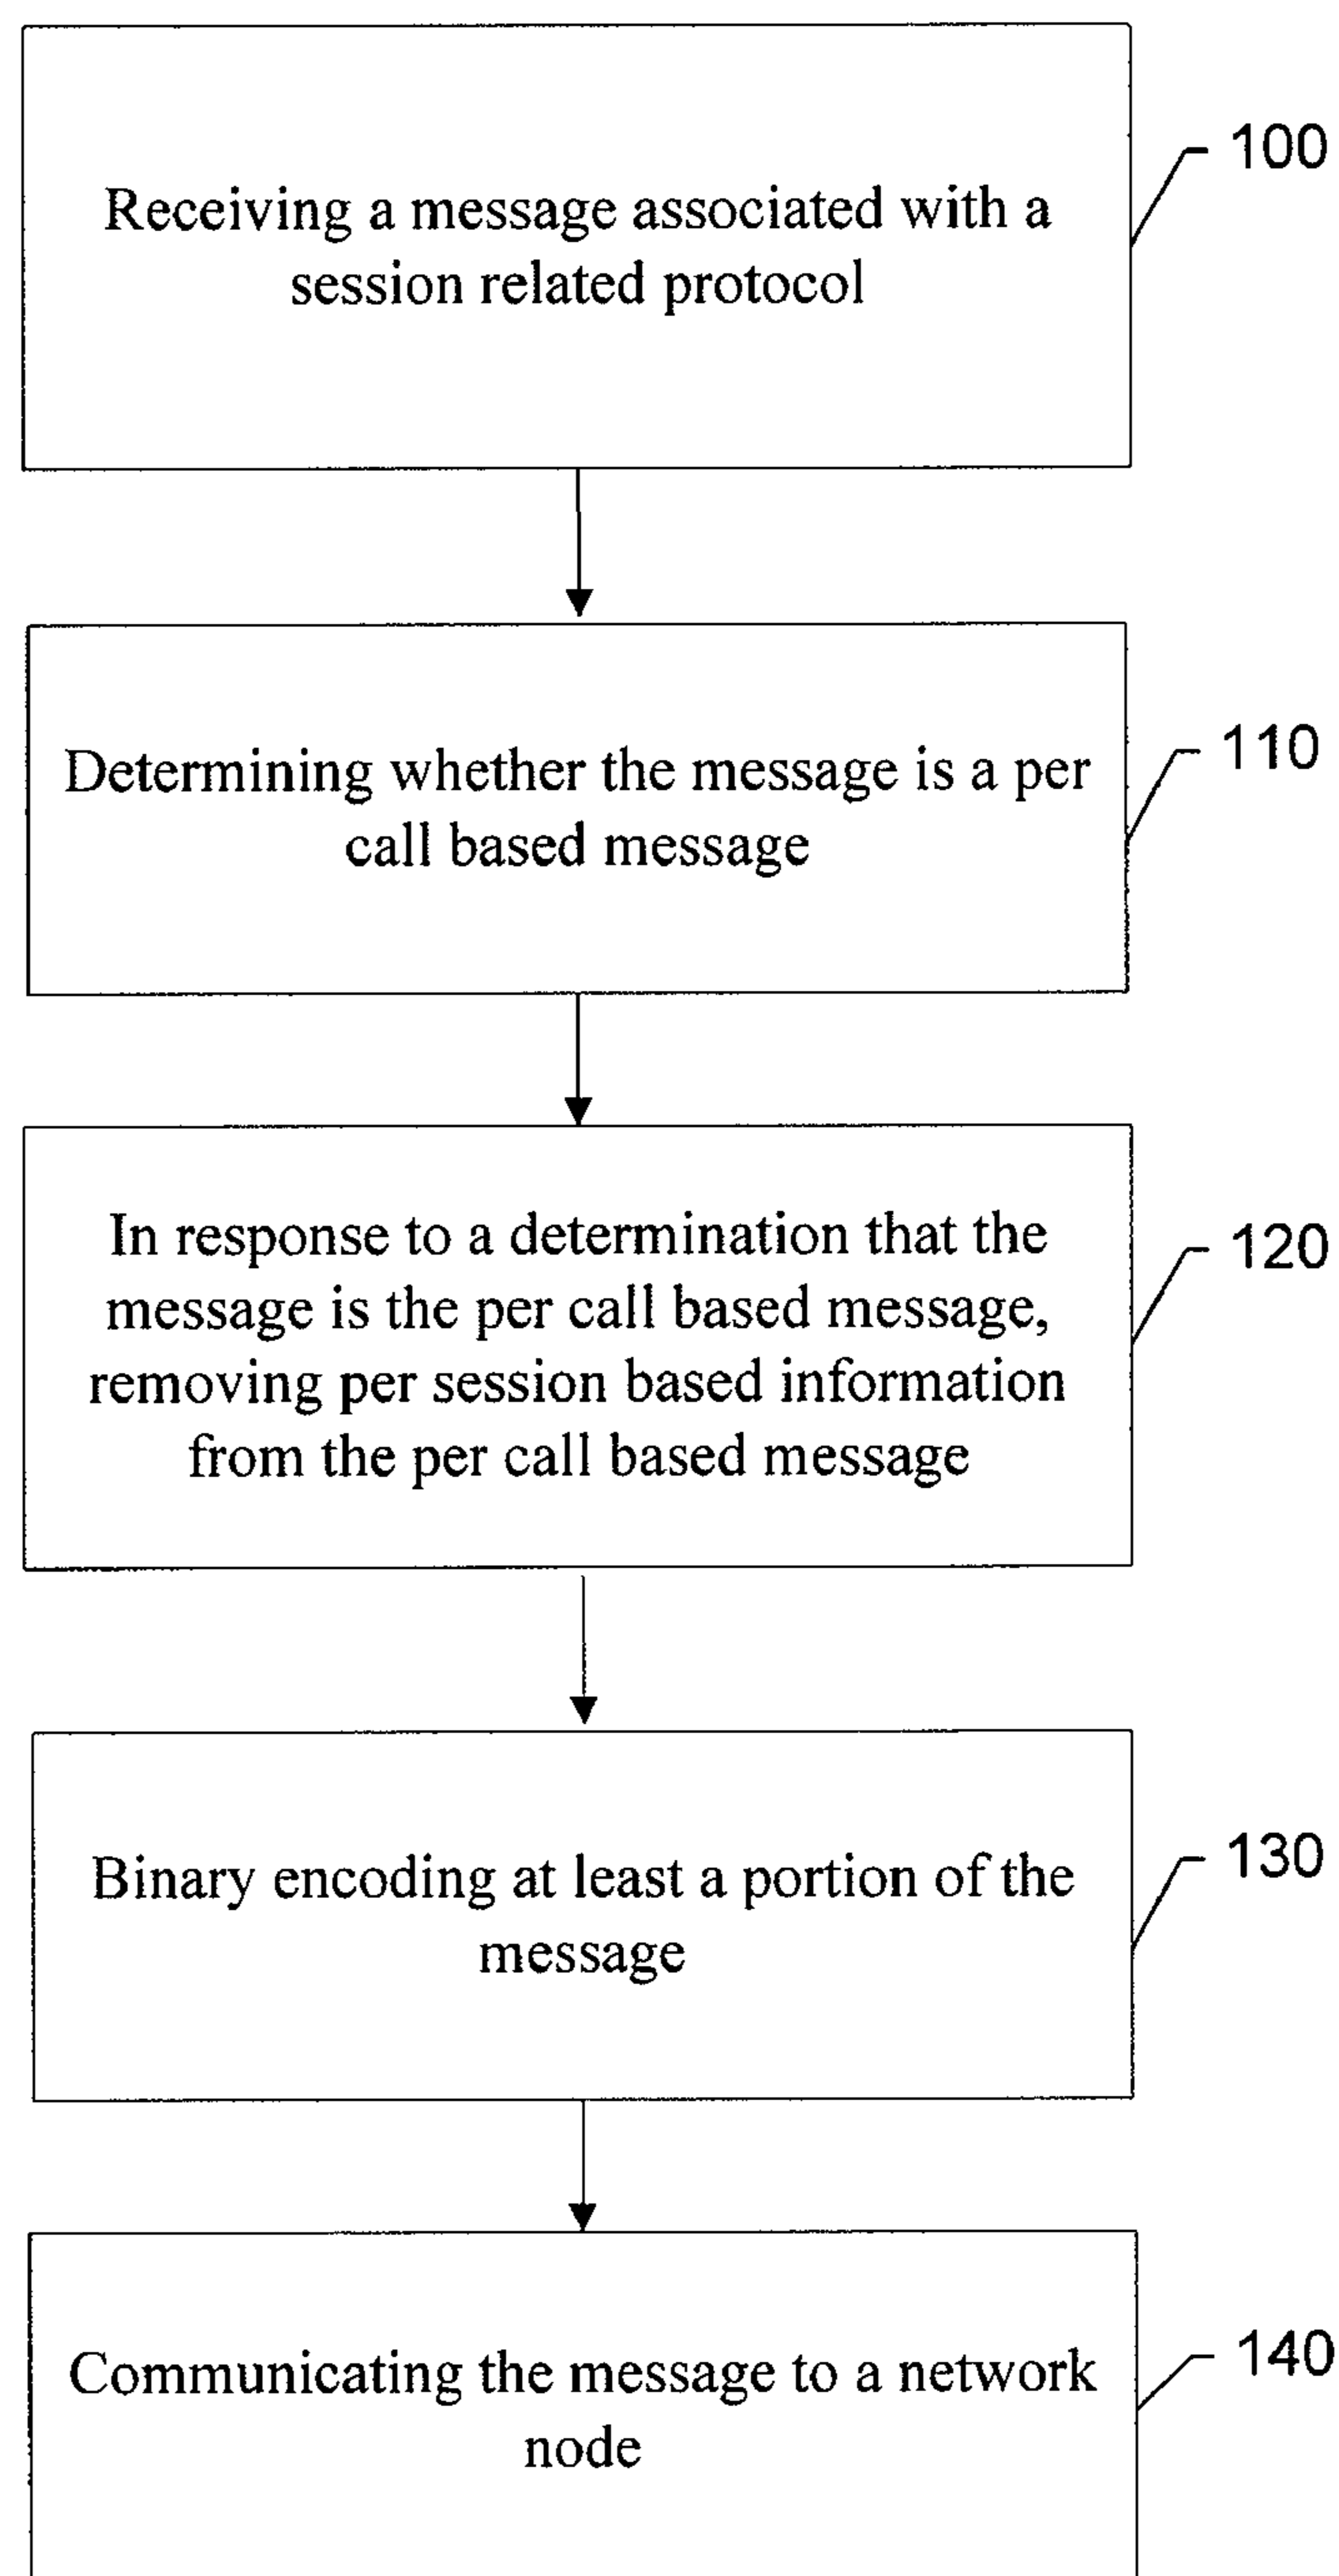 Receiving a message associated with a
session related protocol
100
Determining whether the message is a per
call based message
110
In response to a determination that the
message is the per call based message,
removing per session based information
from the per call based message
120
Binary encoding at least a portion of the
message
130
Communicating the message to a network
node
140